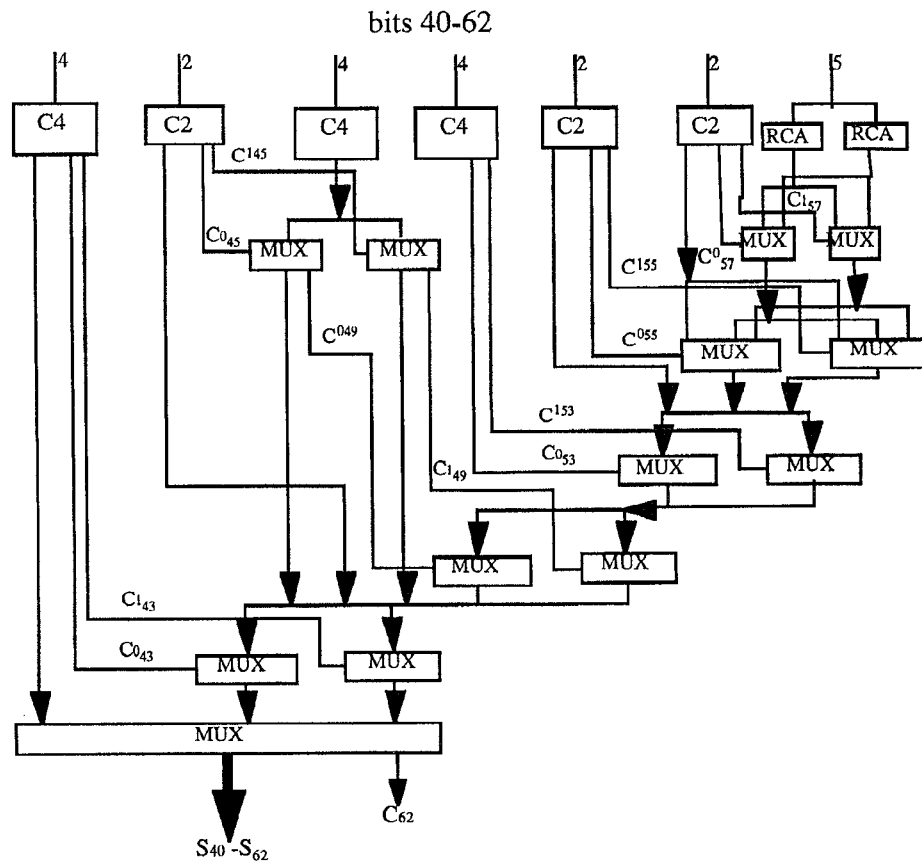 bits 40-62
4 2 4 4 2 2 5
C4 C2 C4 C4 C2 C2 RCA RCA
C145
C157
C045 MUX MUX MUX MUX
C057
C155
C049 C055 MUX MUX
C153
C149 C053 MUX MUX
MUX MUX
C143
C043 MUX MUX
MUX
C62
S40 -S62